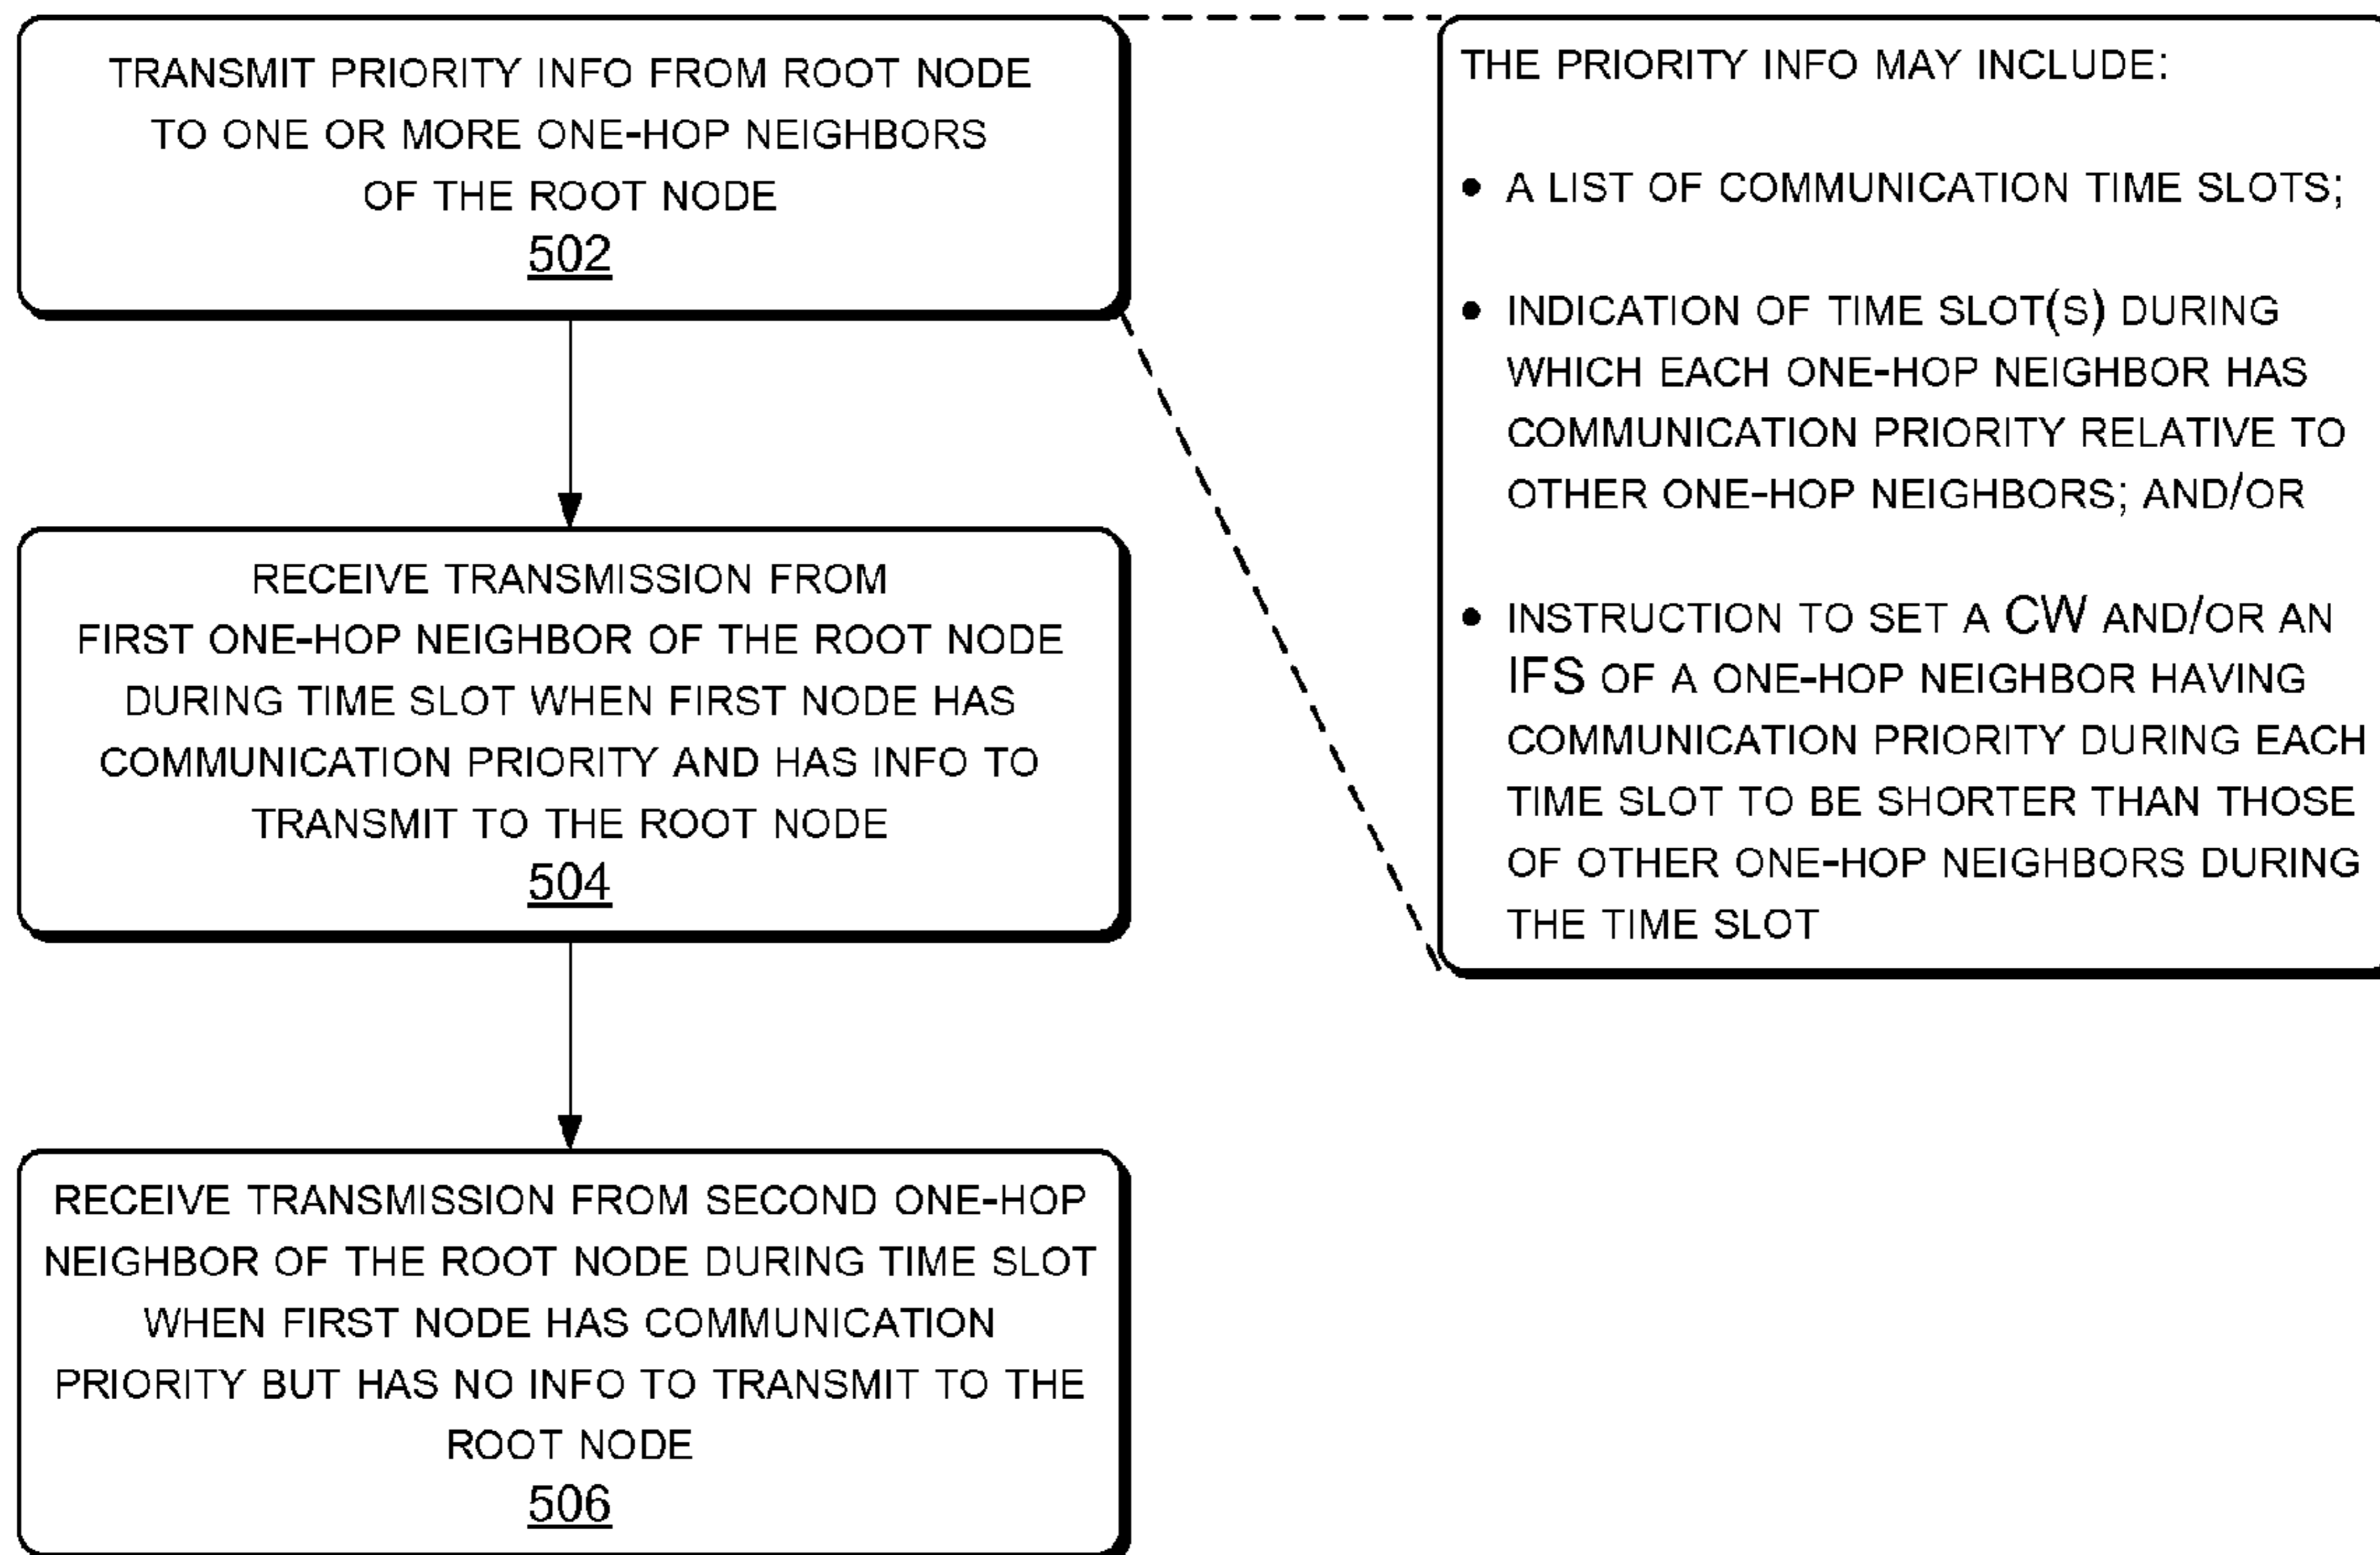 TRANSMIT PRIORITY INFO FROM ROOT NODE
TO ONE OR MORE ONE-HOP NEIGHBORS
OF THE ROOT NODE
502
RECEIVE TRANSMISSION FROM
FIRST ONE-HOP NEIGHBOR OF THE ROOT NODE
DURING TIME SLOT WHEN FIRST NODE HAS
COMMUNICATION PRIORITY AND HAS INFO TO
TRANSMIT TO THE ROOT NODE
504
RECEIVE TRANSMISSION FROM SECOND ONE-HOP
NEIGHBOR OF THE ROOT NODE DURING TIME SLOT
WHEN FIRST NODE HAS COMMUNICATION
PRIORITY BUT HAS NO INFO TO TRANSMIT TO THE
ROOT NODE
506
THE PRIORITY INFO MAY INCLUDE:
• A LIST OF COMMUNICATION TIME SLOTS;
• INDICATION OF TIME SLOT(S) DURING
WHICH EACH ONE-HOP NEIGHBOR HAS
COMMUNICATION PRIORITY RELATIVE TO
OTHER ONE-HOP NEIGHBORS; AND/OR
• INSTRUCTION TO SET A CW AND/OR AN
IFS OF A ONE-HOP NEIGHBOR HAVING
COMMUNICATION PRIORITY DURING EACH
TIME SLOT TO BE SHORTER THAN THOSE
OF OTHER ONE-HOP NEIGHBORS DURING
THE TIME SLOT